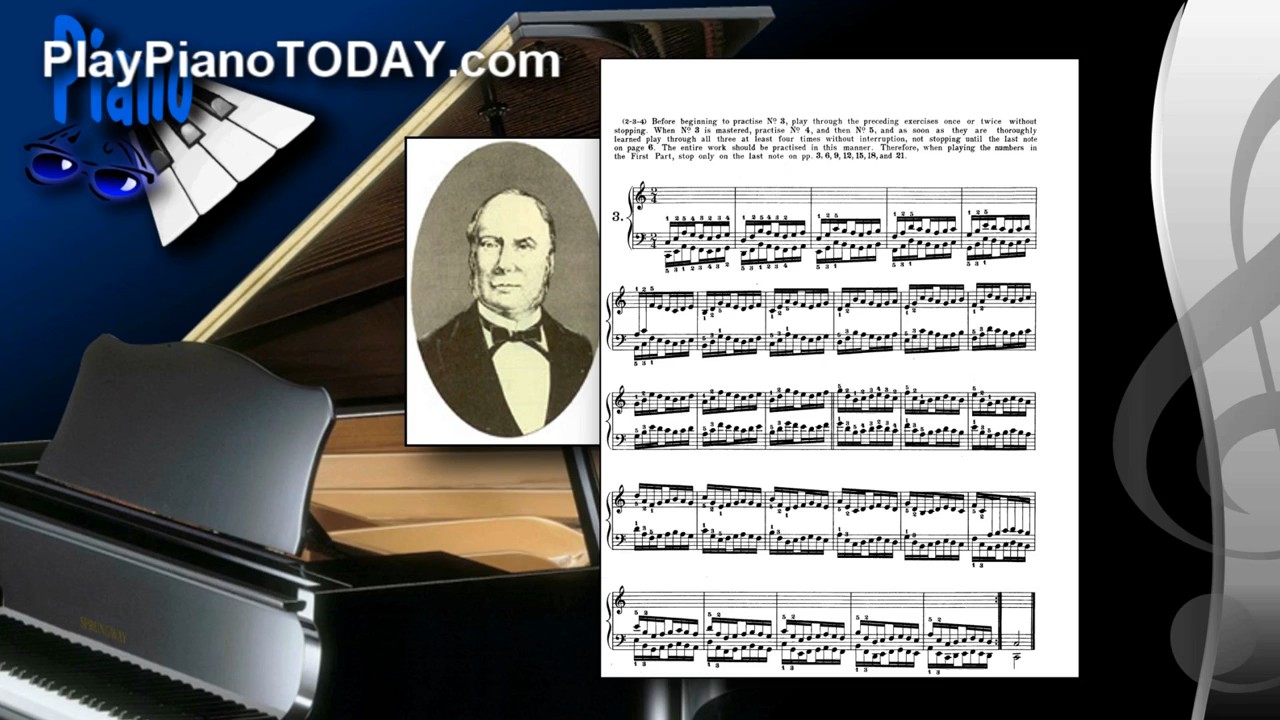 PlayPianoTODAY.com
Piano
(2-3-4) Before beginning to practise Nº 3, play through the preceding exercises once or twice without
stopping. When Nº 3 is mastered, practise Nº 4, and then Nº 5, and as soon as they are thoroughly
learned play through all three at least four times without interruption, not stopping until the last note
on page 6. The entire work should be practised in this manner. Therefore, when playing the numbers in
the First Part, stop only on the last note on pp. 3, 6, 9, 12, 15, 18, and 21.
3.